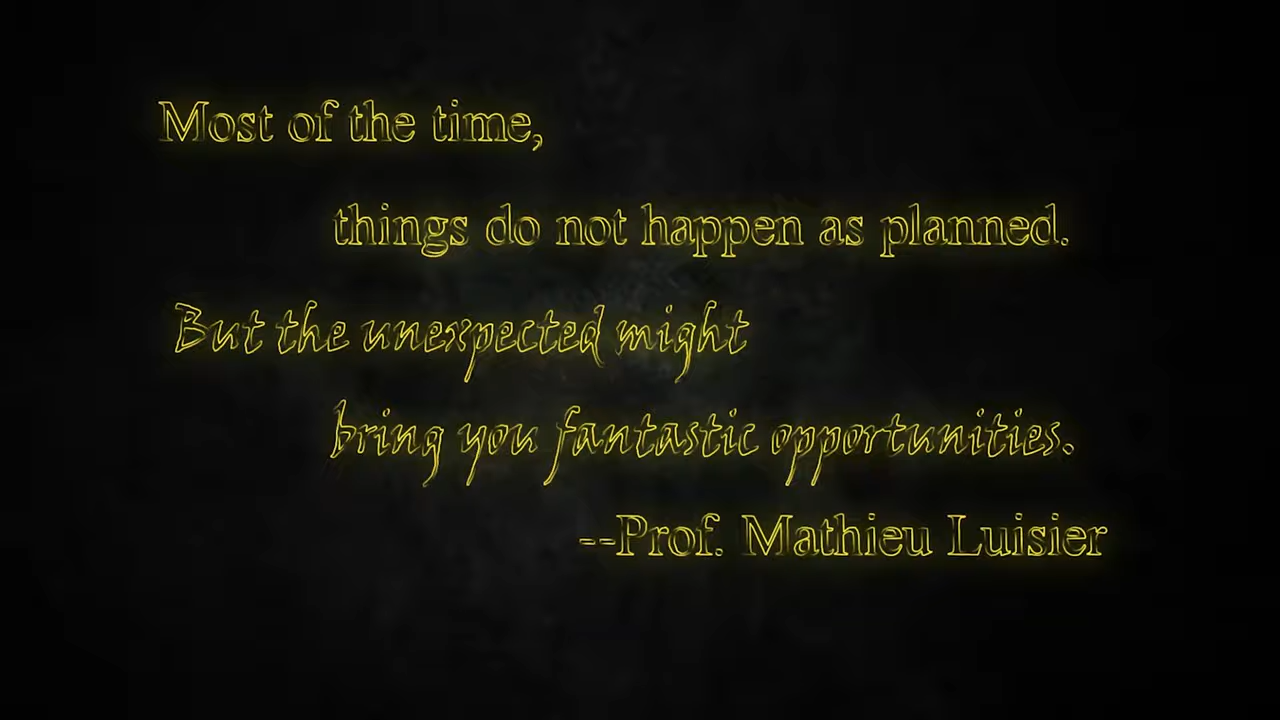 Most of the time,
things do not happen as planned.
But the unexpected might
bring you fantastic opportunities.
--Prof. Mathieu Luisier